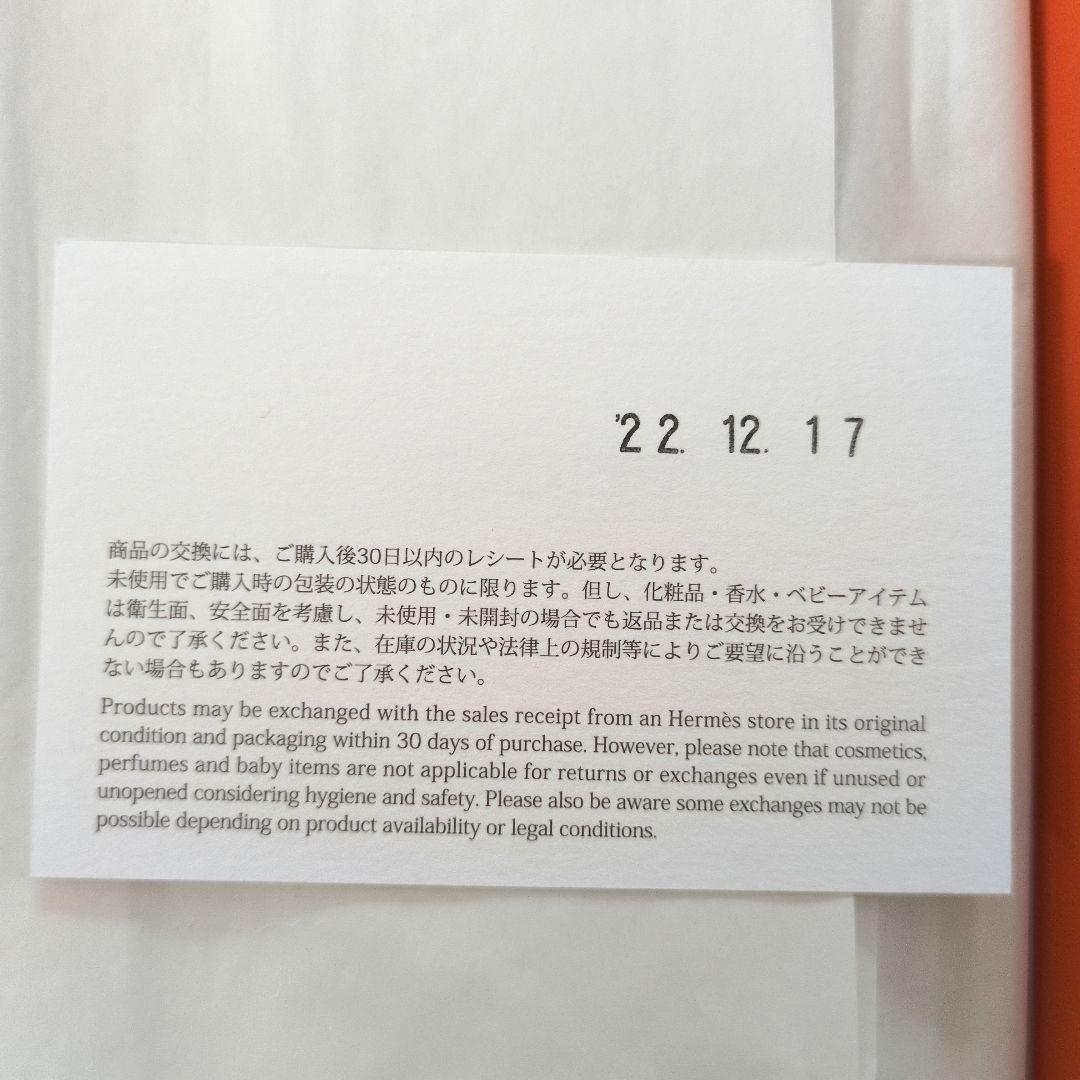 '22. 12. 17
商品の交換には、ご購入後30日以内のレシートが必要となります。
未使用でご購入時の包装の状態のものに限ります。但し、化粧品・香水・ベビーアイテム
は衛生面、安全面を考慮し、未使用・未開封の場合でも返品または交換をお受けできませ
んので了承ください。また、在庫の状況や法律上の規制等によりご要望に沿うことができ
ない場合もありますのでご了承ください。
Products may be exchanged with the sales receipt from an Hermès store in its original
condition and packaging within 30 days of purchase. However, please note that cosmetics,
perfumes and baby items are not applicable for returns or exchanges even if unused or
unopened considering hygiene and safety. Please also be aware some exchanges may not be
possible depending on product availability or legal conditions.